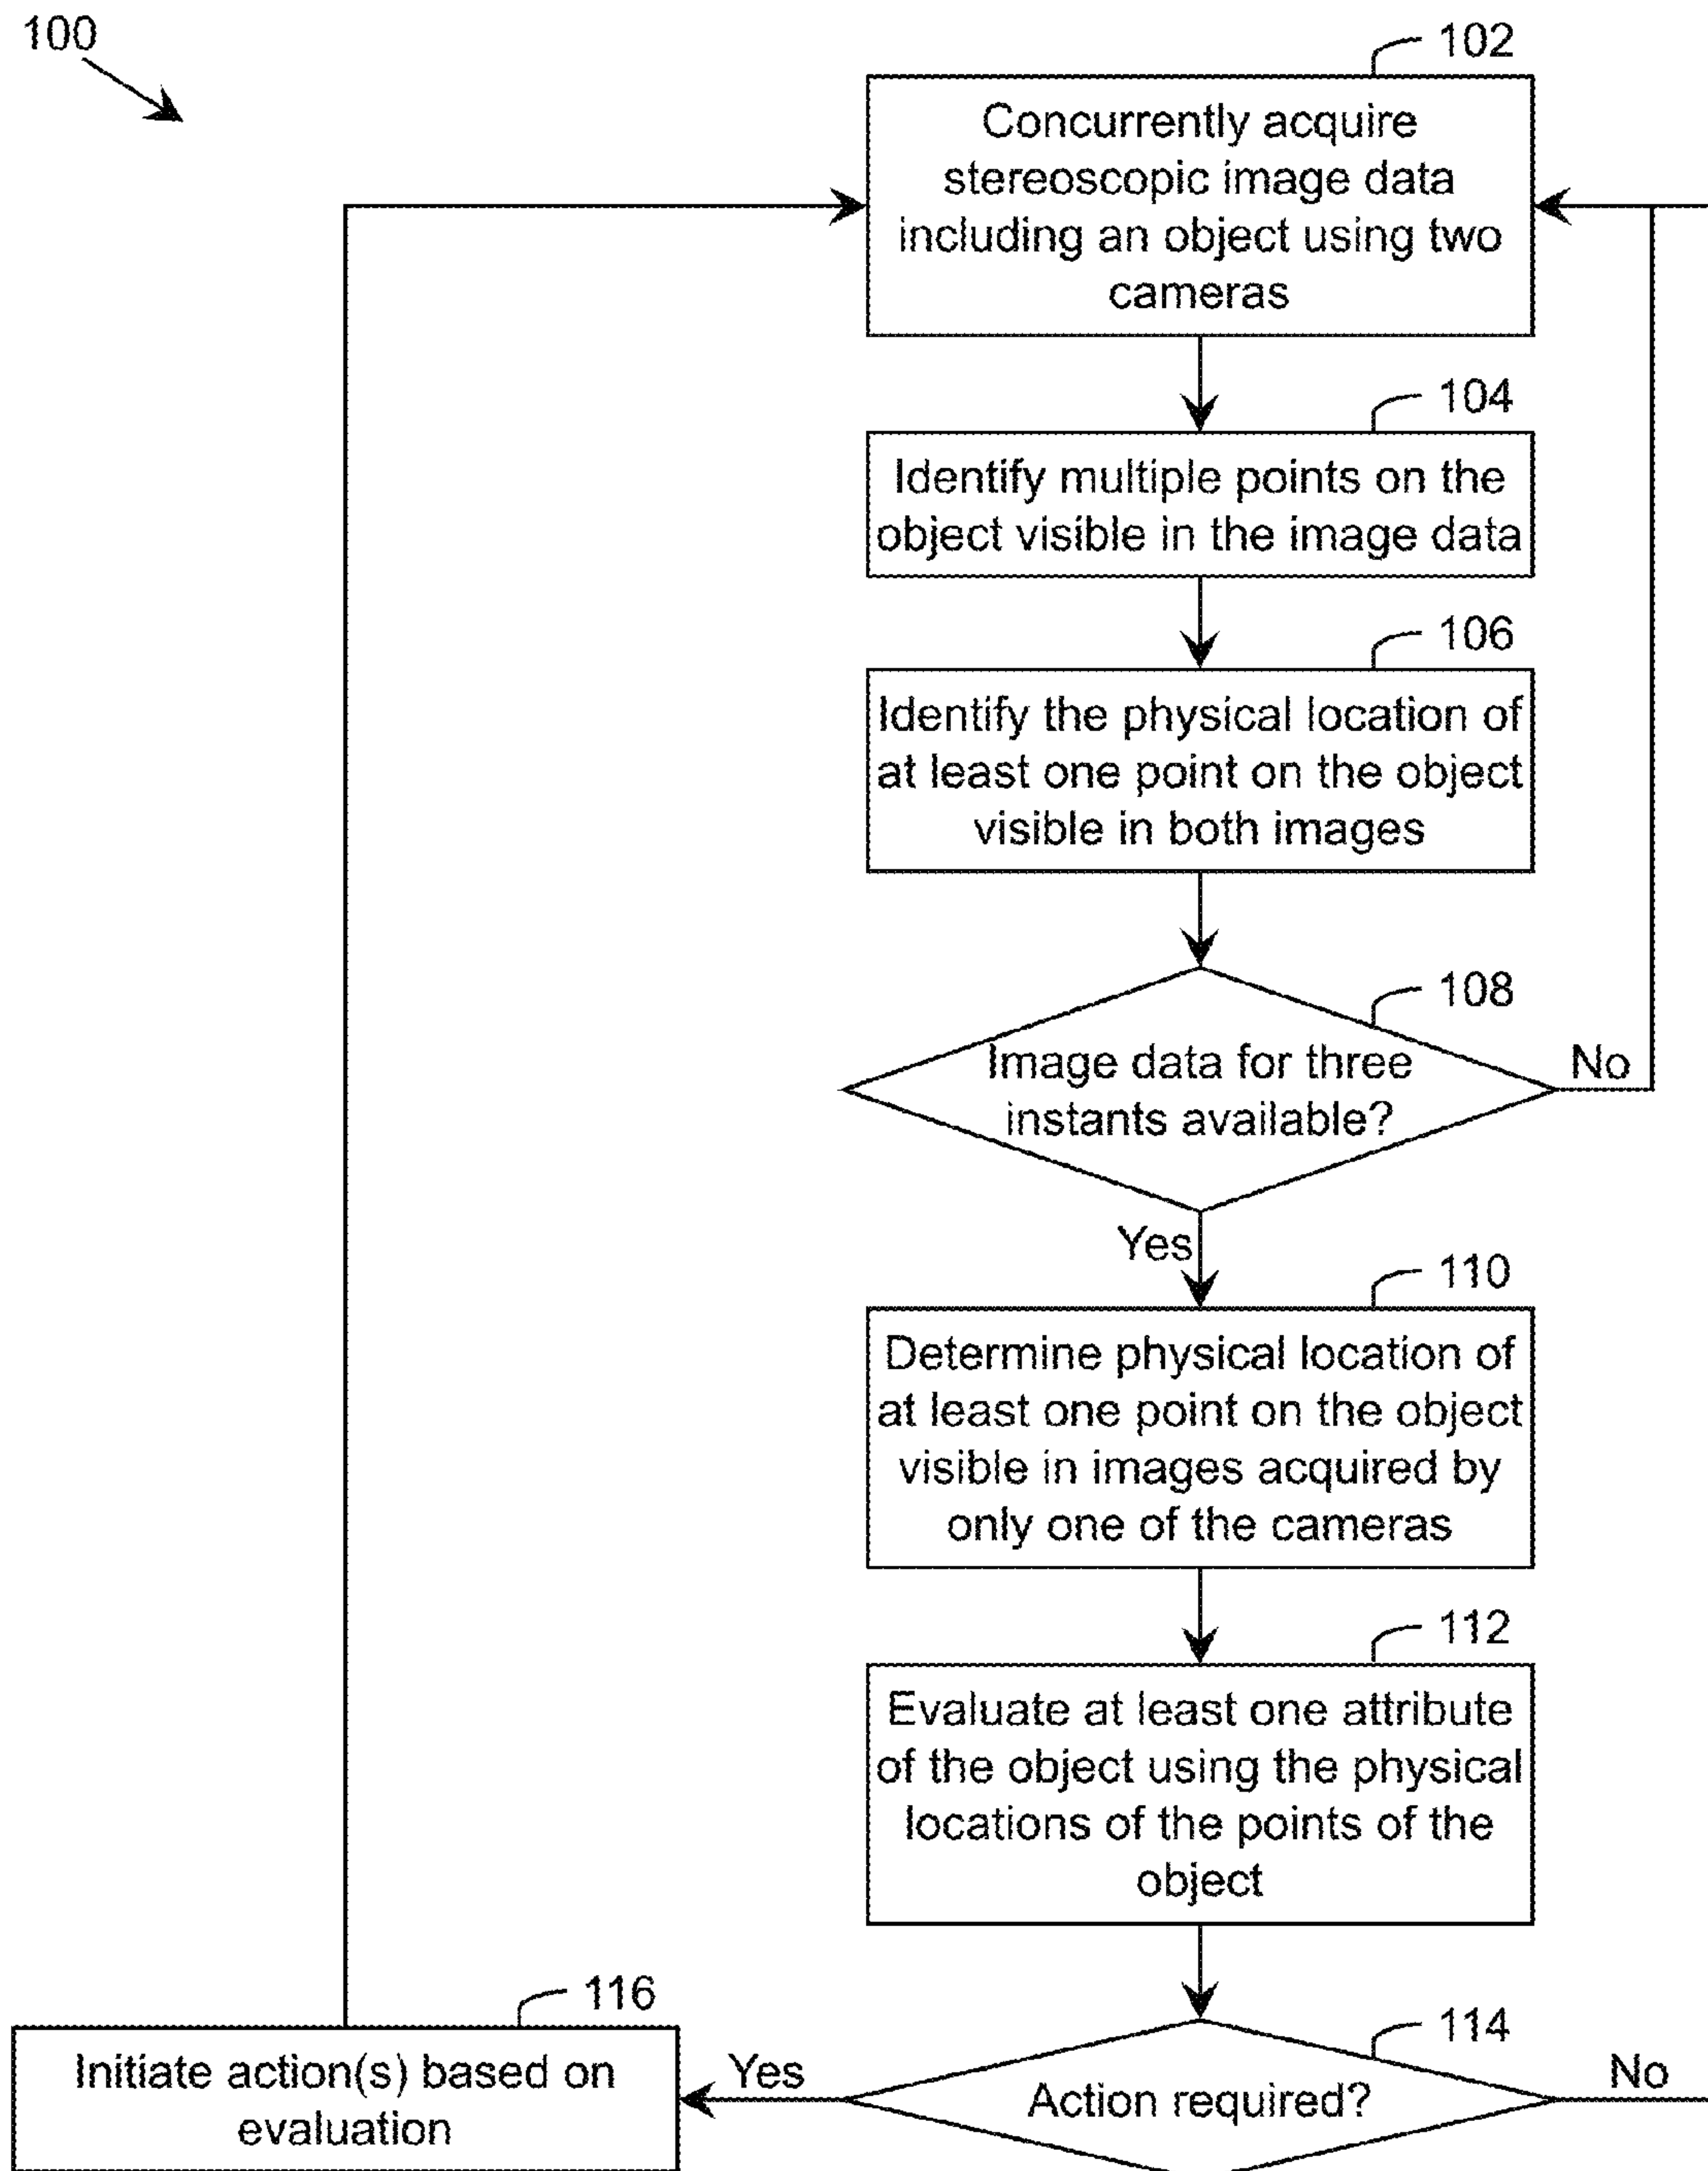 100
102
Concurrently acquire
stereoscopic image data
including an object using two
cameras
104
Identify multiple points on the
object visible in the image data
106
Identify the physical location of
at least one point on the object
visible in both images
108
Image data for three
instants available?
No
Yes
110
Determine physical location of
at least one point on the object
visible in images acquired by
only one of the cameras
112
Evaluate at least one attribute
of the object using the physical
locations of the points of the
object
114
Action required?
No
Yes
116
Initiate action(s) based on
evaluation